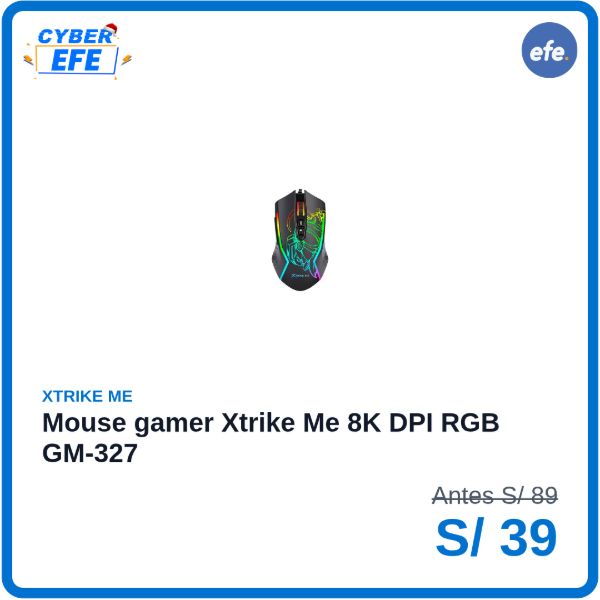 CYBER
EFE
efe.
XTRIKE ME
Mouse gamer Xtrike Me 8K DPI RGB
GM-327
Antes S/ 89
S/ 39